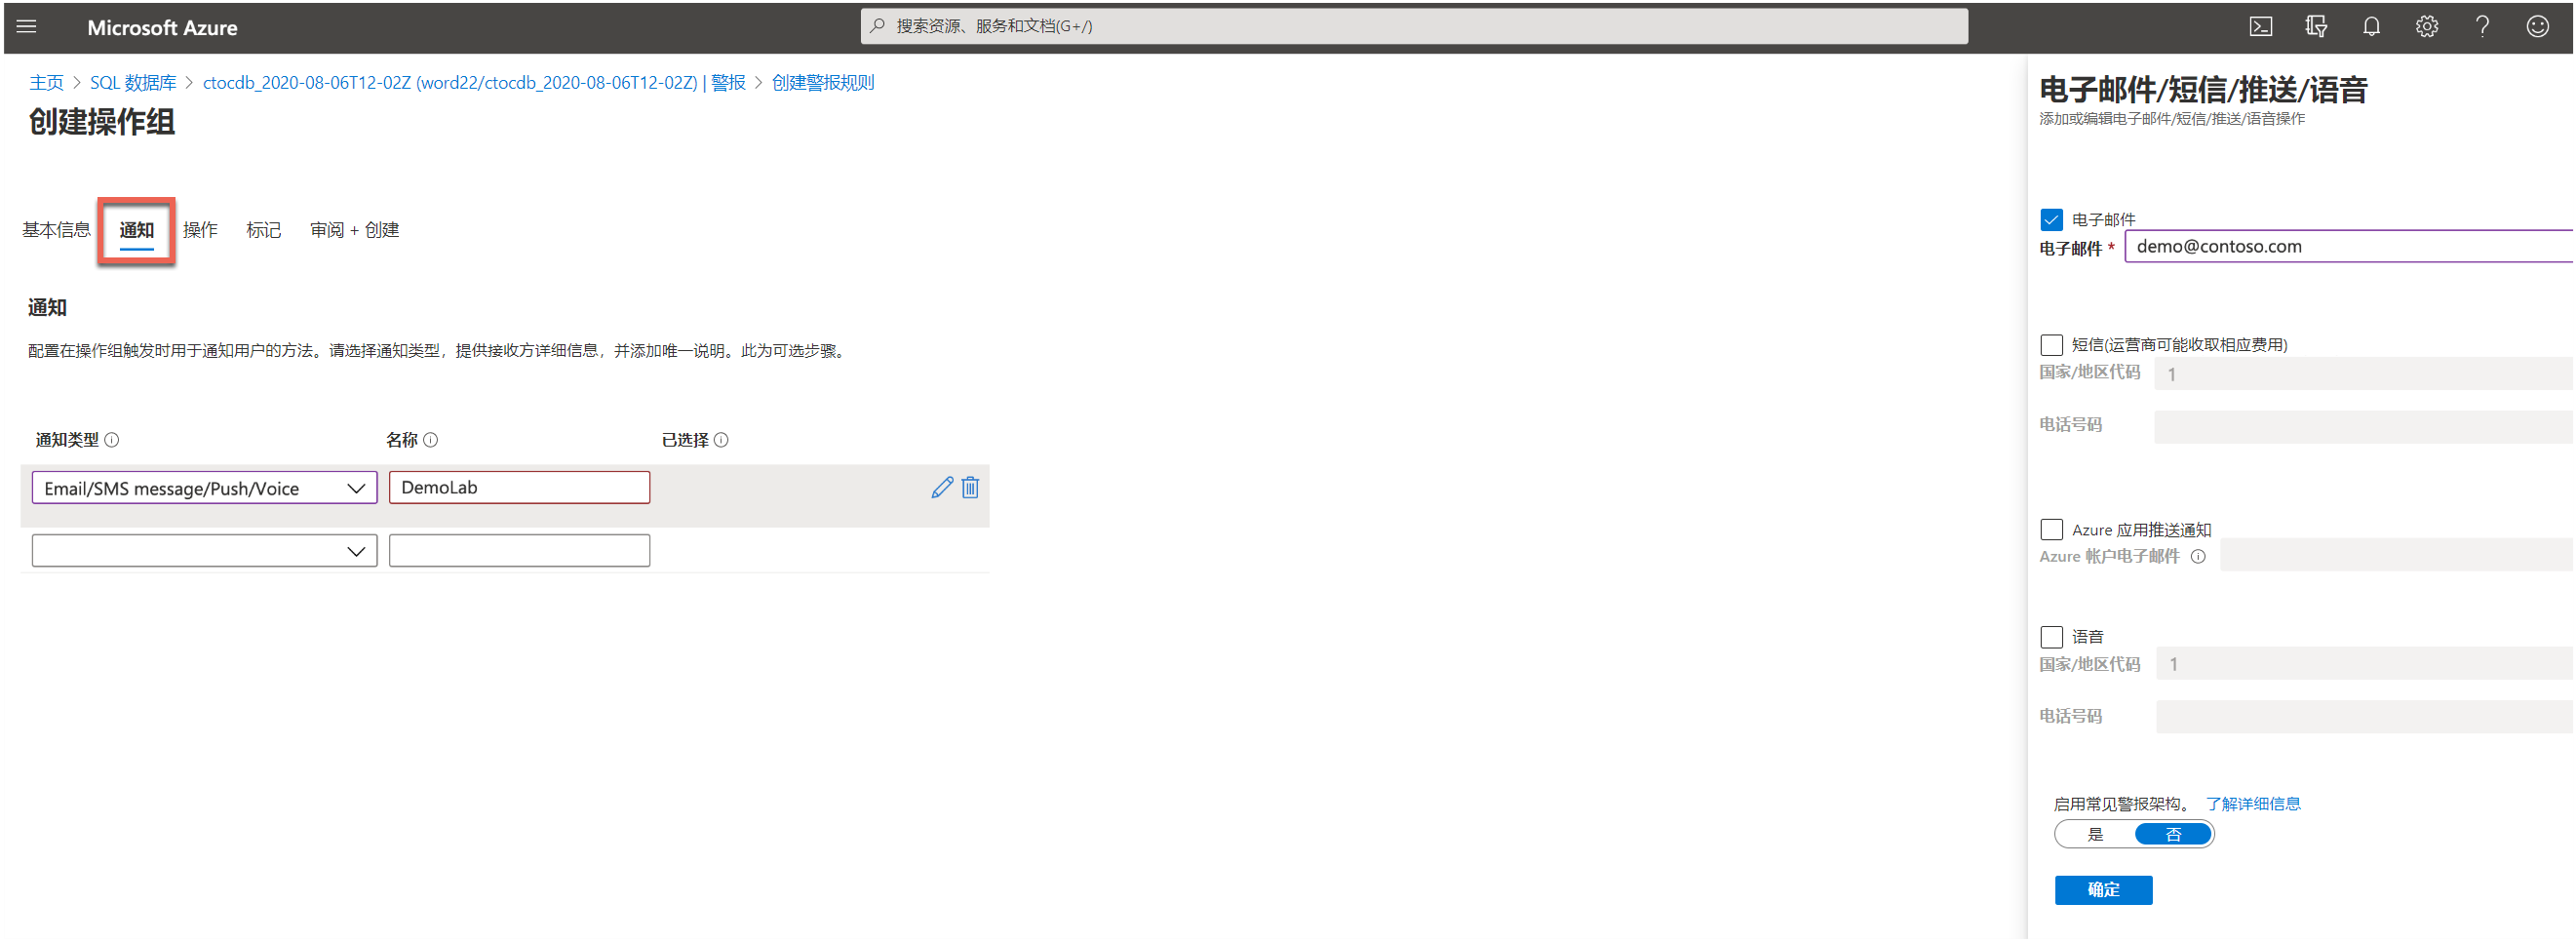 Microsoft Azure
搜索资源、服务和文档(G+/)
主页 > SQL 数据库 > ctocdb_2020-08-06T12-02Z (word22/ctocdb_2020-08-06T12-02Z) | 警报 > 创建警报规则
创建操作组
基本信息 通知 操作 标记 审阅 + 创建
通知
配置在操作组触发时用于通知用户的方法。请选择通知类型，提供接收方详细信息，并添加唯一说明。此为可选步骤。
通知类型 名称 已选择
Email/SMS message/Push/Voice DemoLab
电子邮件/短信/推送/语音
添加或编辑电子邮件/短信/推送/语音操作
电子邮件
电子邮件 * demo@contoso.com
短信(运营商可能收取相应费用)
国家/地区代码 1
电话号码
Azure 应用推送通知
Azure 帐户电子邮件
语音
国家/地区代码 1
电话号码
启用常见警报架构。 了解详细信息
是 否
确定